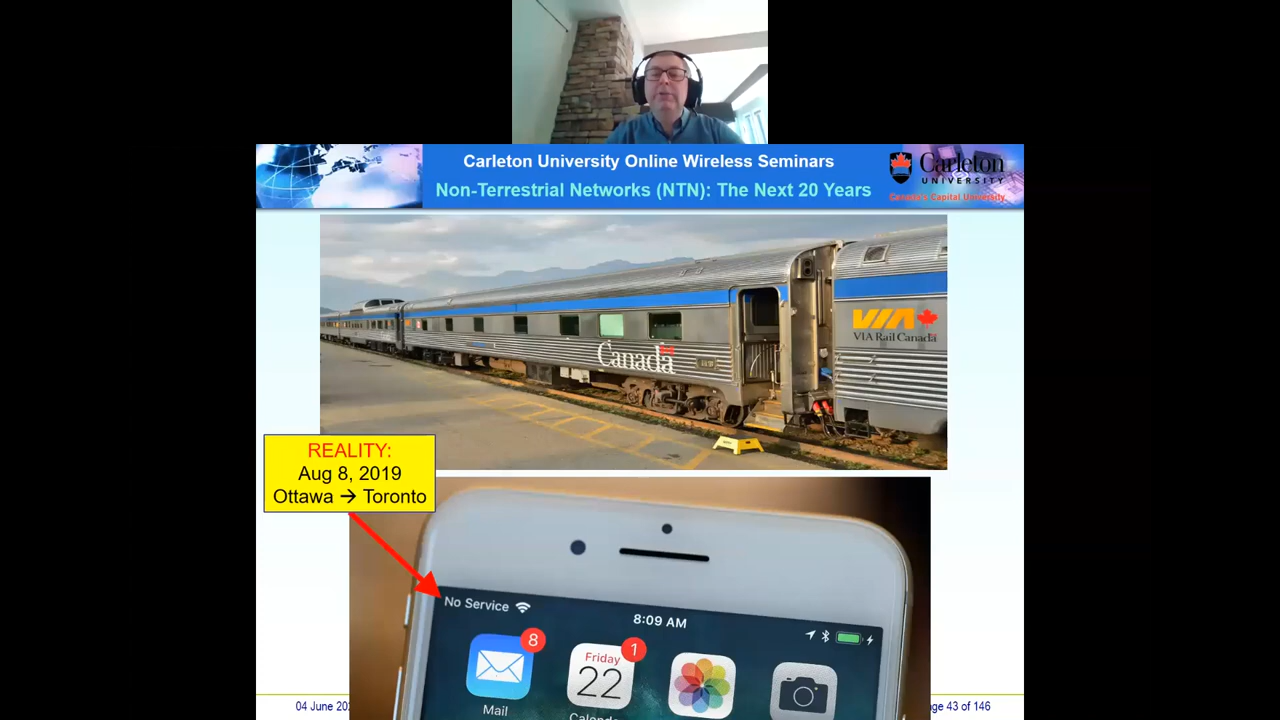 Carleton University Online Wireless Seminars
Non-Terrestrial Networks (NTN): The Next 20 Years
Carleton
UNIVERSITY
Canada's Capital University
VIA
VIA Rail Canada
Canada
REALITY:
Aug 8, 2019
Ottawa → Toronto
No Service
8:09 AM
8
1
Friday
22
Mail
04 June
43 of 146